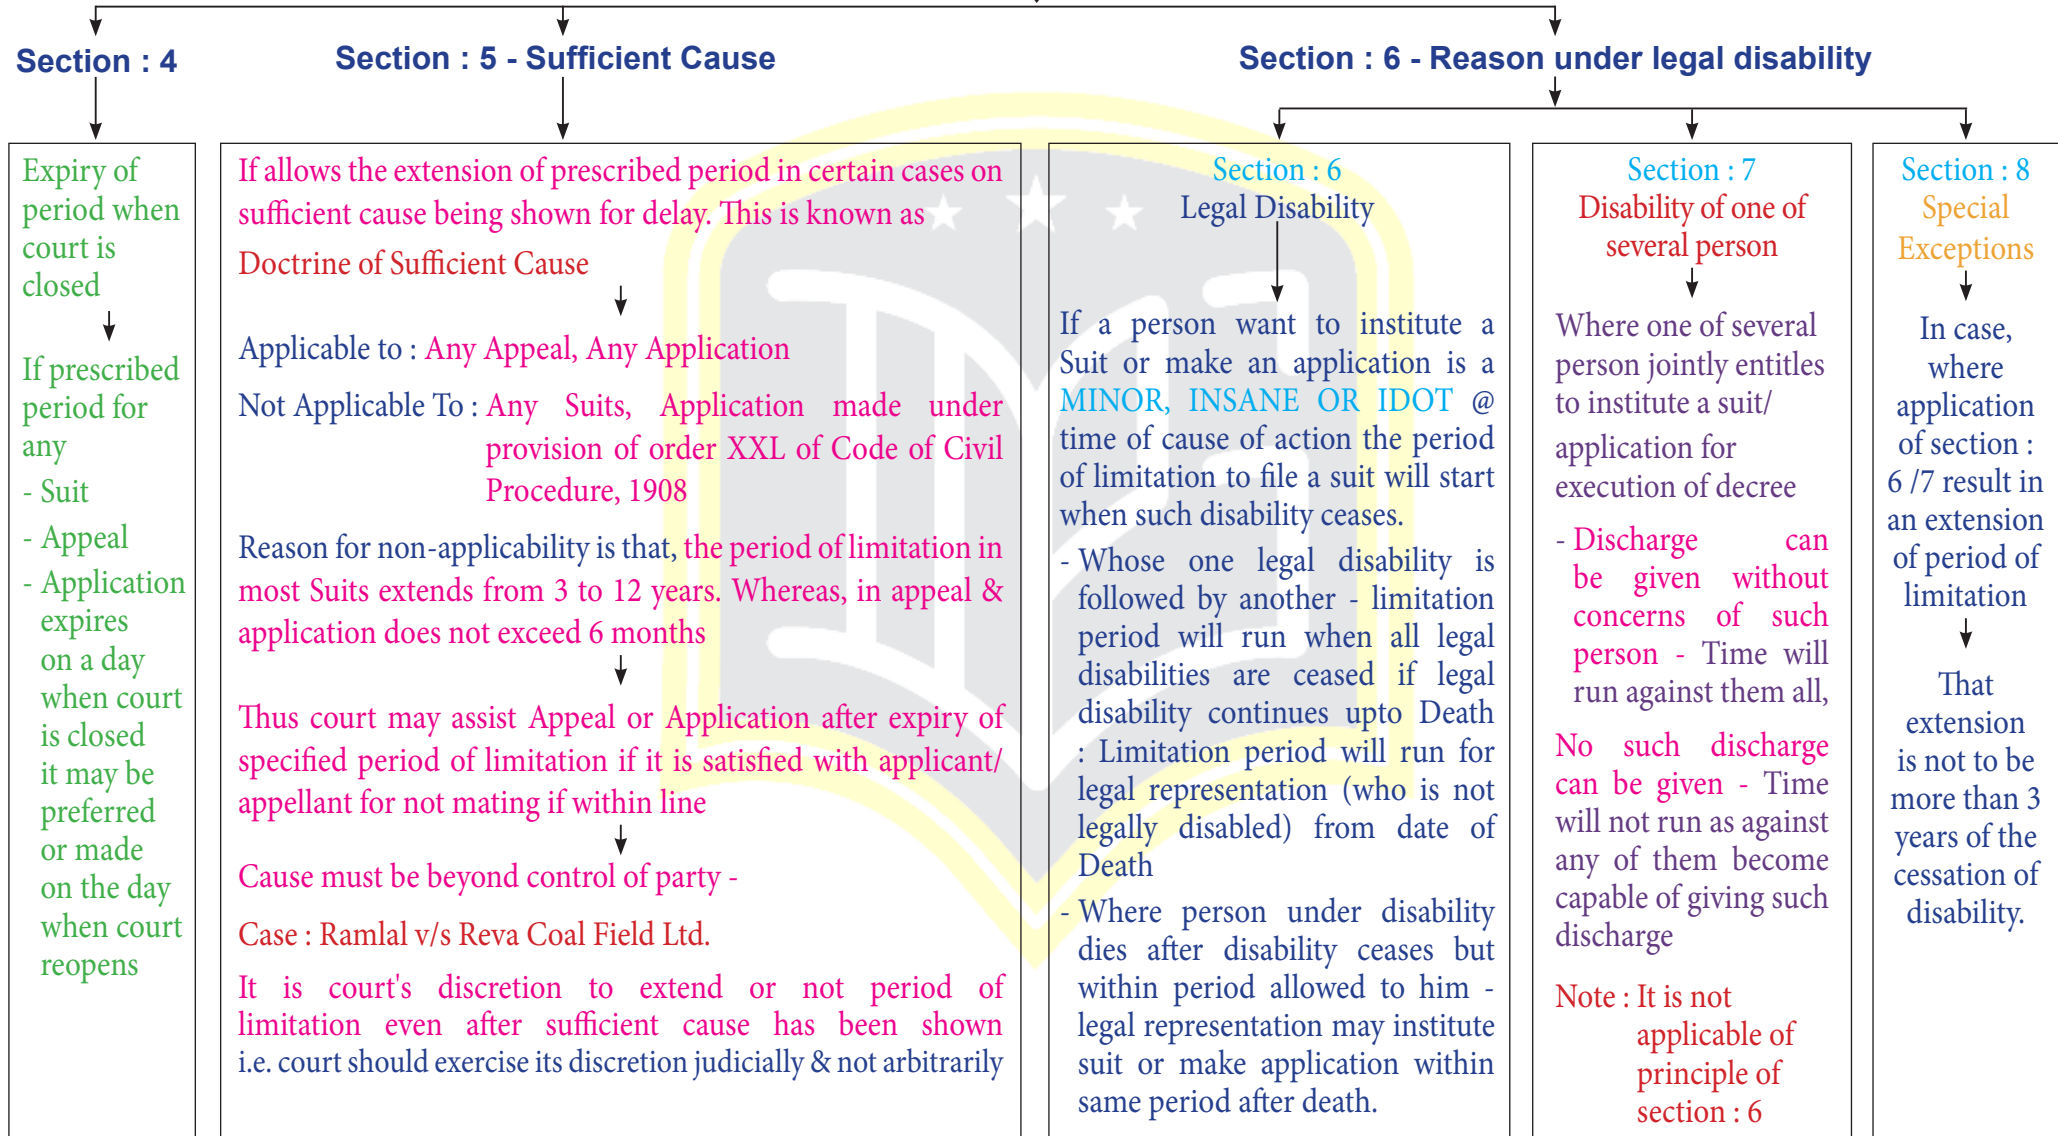 Section : 4
Section : 5 - Sufficient Cause
Section : 6 - Reason under legal disability
Expiry of
period when
court is
closed
If prescribed
period for
any
- Suit
- Appeal
- Application
expires
on a day
when court
is closed
it may be
preferred
or made
on the day
when court
reopens
If allows the extension of prescribed period in certain cases on
sufficient cause being shown for delay. This is known as
Doctrine of Sufficient Cause
Applicable to : Any Appeal, Any Application
Not Applicable To : Any Suits, Application made under
provision of order XXL of Code of Civil
Procedure, 1908
Reason for non-applicability is that, the period of limitation in
most Suits extends from 3 to 12 years. Whereas, in appeal &
application does not exceed 6 months
Thus court may assist Appeal or Application after expiry of
specified period of limitation if it is satisfied with applicant/
appellant for not mating if within line
Cause must be beyond control of party -
Case : Ramlal v/s Reva Coal Field Ltd.
It is court's discretion to extend or not period of
limitation even after sufficient cause has been shown
i.e. court should exercise its discretion judicially & not arbitrarily
Section : 6
Legal Disability
If a person want to institute a
Suit or make an application is a
MINOR, INSANE OR IDOT @
time of cause of action the period
of limitation to file a suit will start
when such disability ceases.
- Whose one legal disability is
followed by another - limitation
period will run when all legal
disabilities are ceased if legal
disability continues upto Death
: Limitation period will run for
legal representation (who is not
legally disabled) from date of
Death
- Where person under disability
dies after disability ceases but
within period allowed to him -
legal representation may institute
suit or make application within
same period after death.
Section : 7
Disability of one of
several person
Where one of several
person jointly entitles
to institute a suit/
application for
execution of decree
- Discharge can
be given without
concerns of such
person - Time will
run against them all,
No such discharge
can be given - Time
will not run as against
any of them become
capable of giving such
discharge
Note : It is not
applicable of
principle of
section : 6
Section : 8
Special
Exceptions
In case,
where
application
of section :
6 /7 result in
an extension
of period of
limitation
That
extension
is not to be
more than 3
years of the
cessation of
disability.